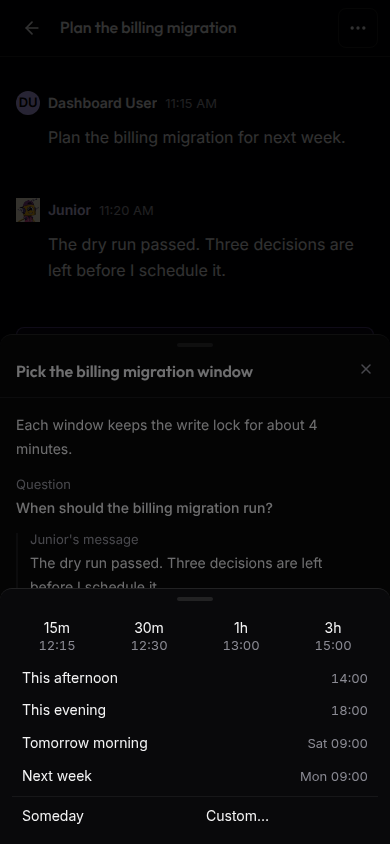 Plan the billing migration
DU Dashboard User 11:15 AM
Plan the billing migration for next week.
Junior 11:20 AM
The dry run passed. Three decisions are
left before I schedule it.
Pick the billing migration window
Each window keeps the write lock for about 4
minutes.
Question
When should the billing migration run?
Junior's message
The dry run passed. Three decisions are left
before I schedule it.
15m 30m 1h 3h
12:15 12:30 13:00 15:00
This afternoon 14:00
This evening 18:00
Tomorrow morning Sat 09:00
Next week Mon 09:00
Someday Custom...